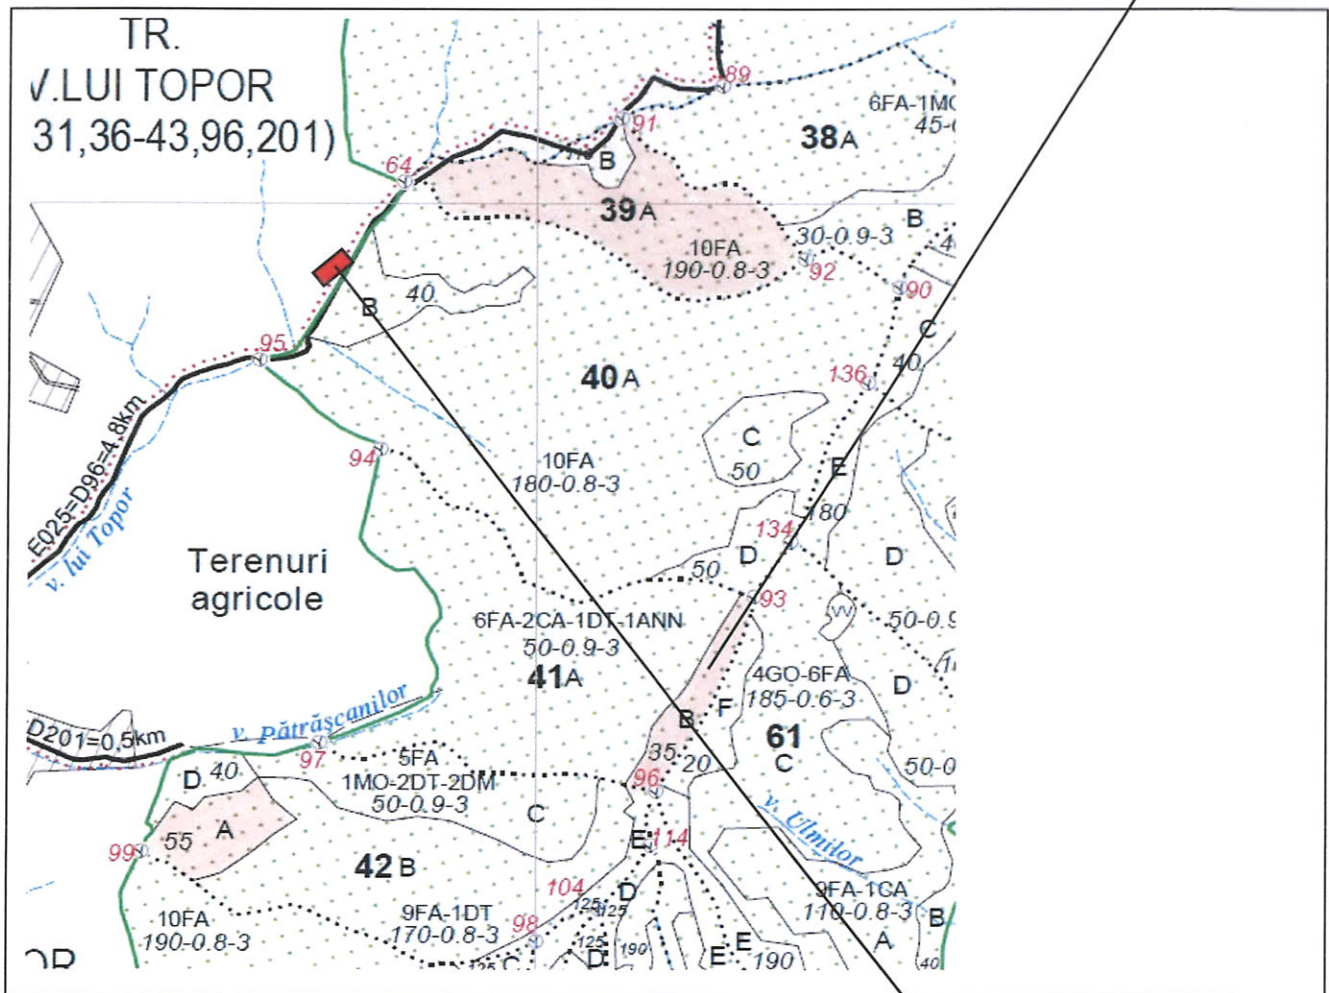 TR.
V.LUI TOPOR
31,36-43,96,201)
89
91
6FA-1M
45-
38A
B
64
39A
B
10FA
190-0.8-3
30-0.9-3
92
90
C
40
B
40
95
136
40A
C
50
E
94
10FA
180-0.8-3
180
134
D
50
D
E025=D96=4.8km
v. lui Topor
Terenuri
agricole
93
6FA-2CA-1DT-1ANN
50-0.9-3
50-0.9
41A
4GO-6FA
185-0.6-3
D
F
B
61
C
v. Pătrășcanilor
D201=0,5km
97
5FA
1MO-2DT-2DM
50-0.9-3
35
20
96
50-0
D
40
C
A
55
99
E
114
v. Ulmilor
42B
104
D
9FA-1CA
110-0.8-3
B
A
40
10FA
190-0.8-3
9FA-1DT
170-0.8-3
98
125
125
125
190
E
E
190
D
C
125
OR